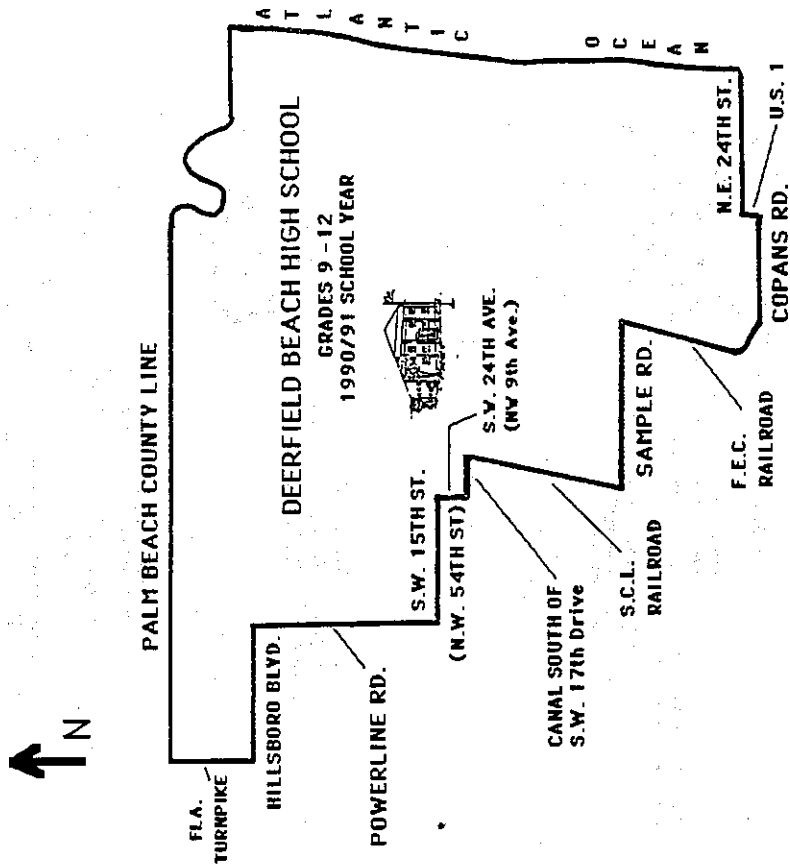 N
PALM BEACH COUNTY LINE
FLA.
TURNPIKE
HILLSBORO BLVD.
POWERLINE RD.
DEERFIELD BEACH HIGH SCHOOL
GRADES 9 - 12
1990/91 SCHOOL YEAR
ATLANTIC
OCEAN
S.W. 15TH ST.
(N.W. 54TH ST)
S.W. 24TH AVE.
(NW 9th Ave.)
CANAL SOUTH OF
S.W. 17th Drive
S.C.L.
RAILROAD
SAMPLE RD.
F.E.C.
RAILROAD
N.E. 24TH ST.
U.S. 1
COPANS RD.